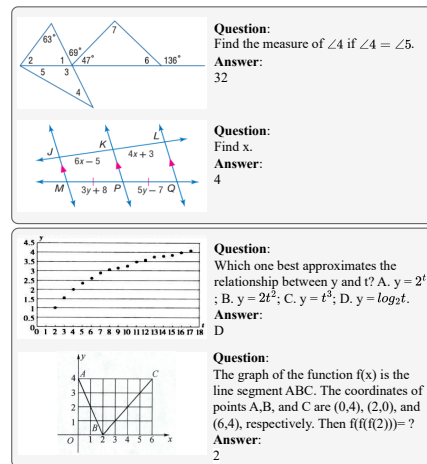 63°
69°
47°
136°
2
1
5
3
4
7
6
Question:
Find the measure of ∠4 if ∠4 = ∠5.
Answer:
32
J
K
L
6x − 5
4x + 3
M
3y + 8
P
5y − 7
Q
Question:
Find x.
Answer:
4
y
4.5
4
3.5
3
2.5
2
1.5
1
0.5
0 1 2 3 4 5 6 7 8 9 10 11 12 13 14 15 16 17 18
t
Question:
Which one best approximates the
relationship between y and t? A. y = 2^t
; B. y = 2t^2; C. y = t^3; D. y = log₂t.
Answer:
D
y
A
C
4
3
2
1
B
O 1 2 3 4 5 6 x
Question:
The graph of the function f(x) is the
line segment ABC. The coordinates of
points A,B, and C are (0,4), (2,0), and
(6,4), respectively. Then f(f(f(2)))= ?
Answer:
2